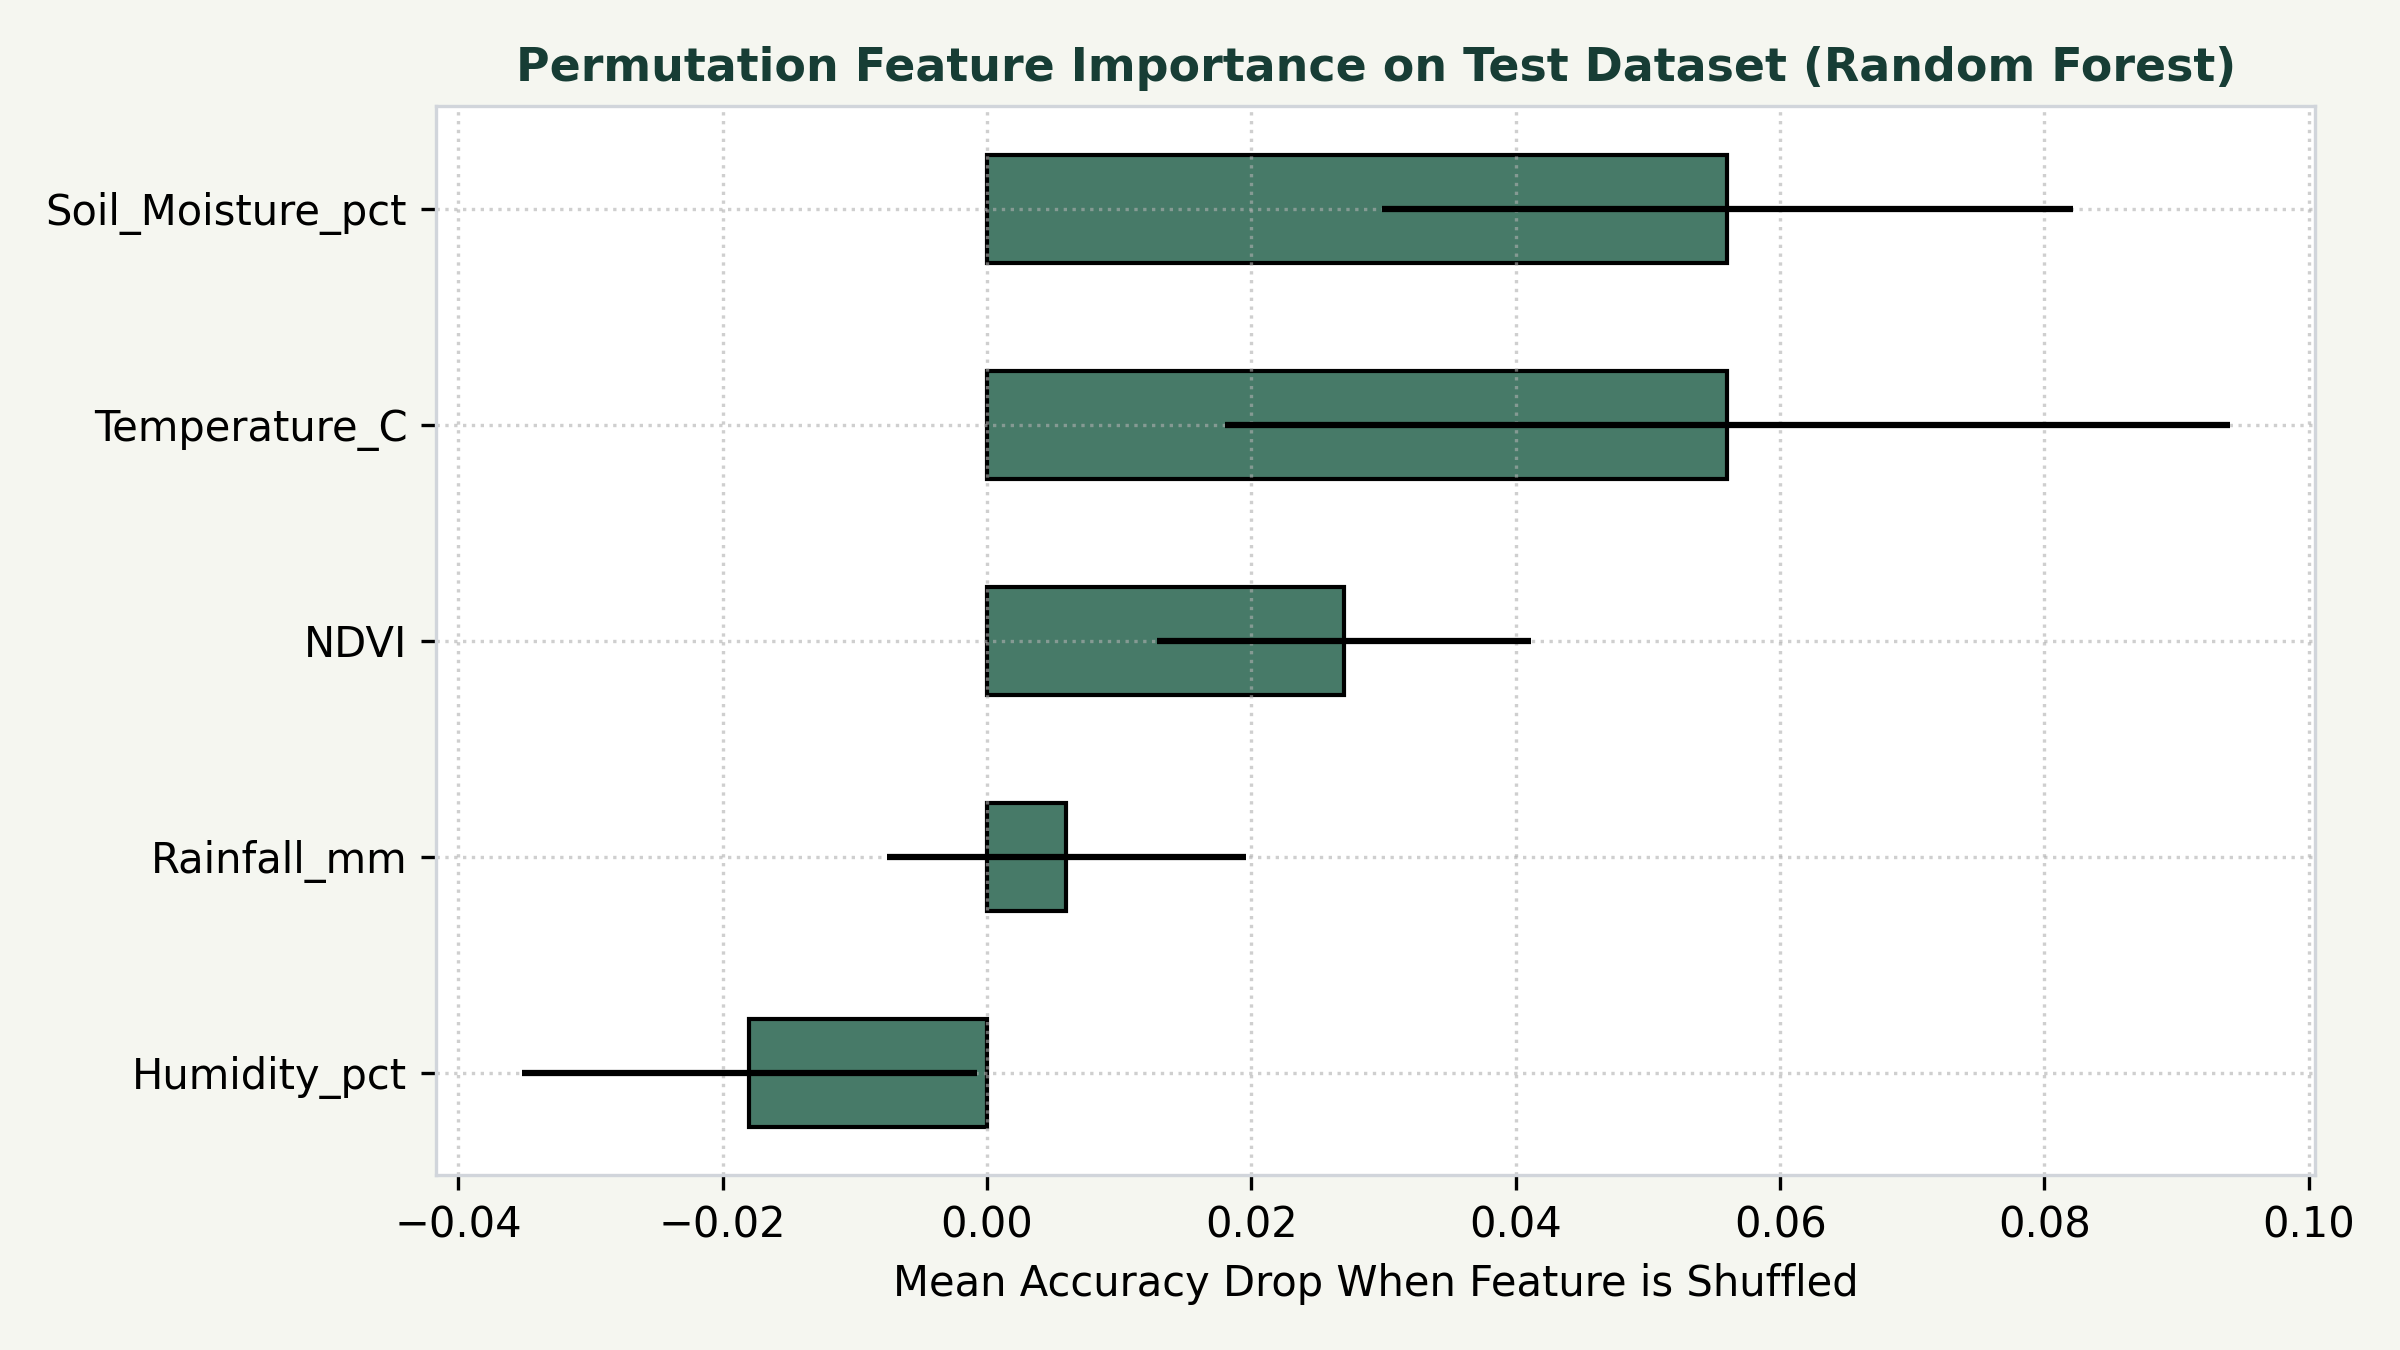 Permutation Feature Importance on Test Dataset (Random Forest)
Soil_Moisture_pct
Temperature_C
NDVI
Rainfall_mm
Humidity_pct
−0.04 −0.02 0.00 0.02 0.04 0.06 0.08 0.10
Mean Accuracy Drop When Feature is Shuffled